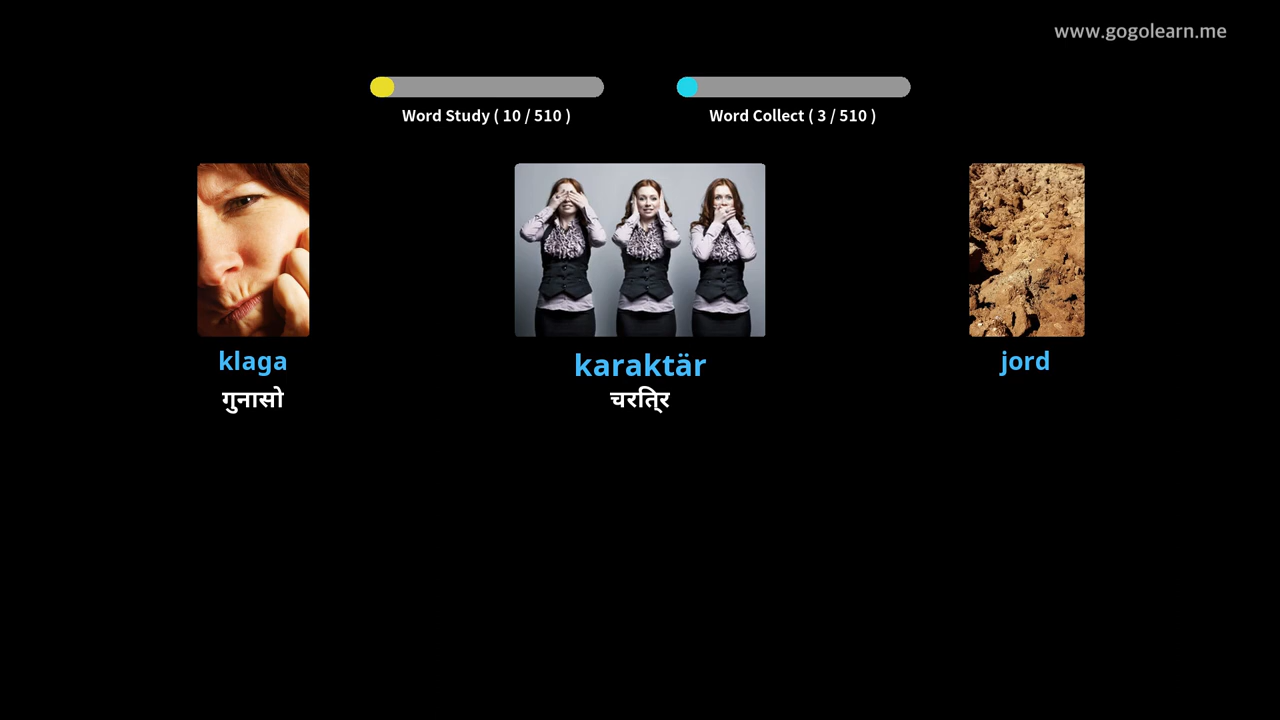 www.gogolearn.me
Word Study ( 10 / 510 )
Word Collect ( 3 / 510 )
klaga
karaktär
jord
गुनासो
चरित्र